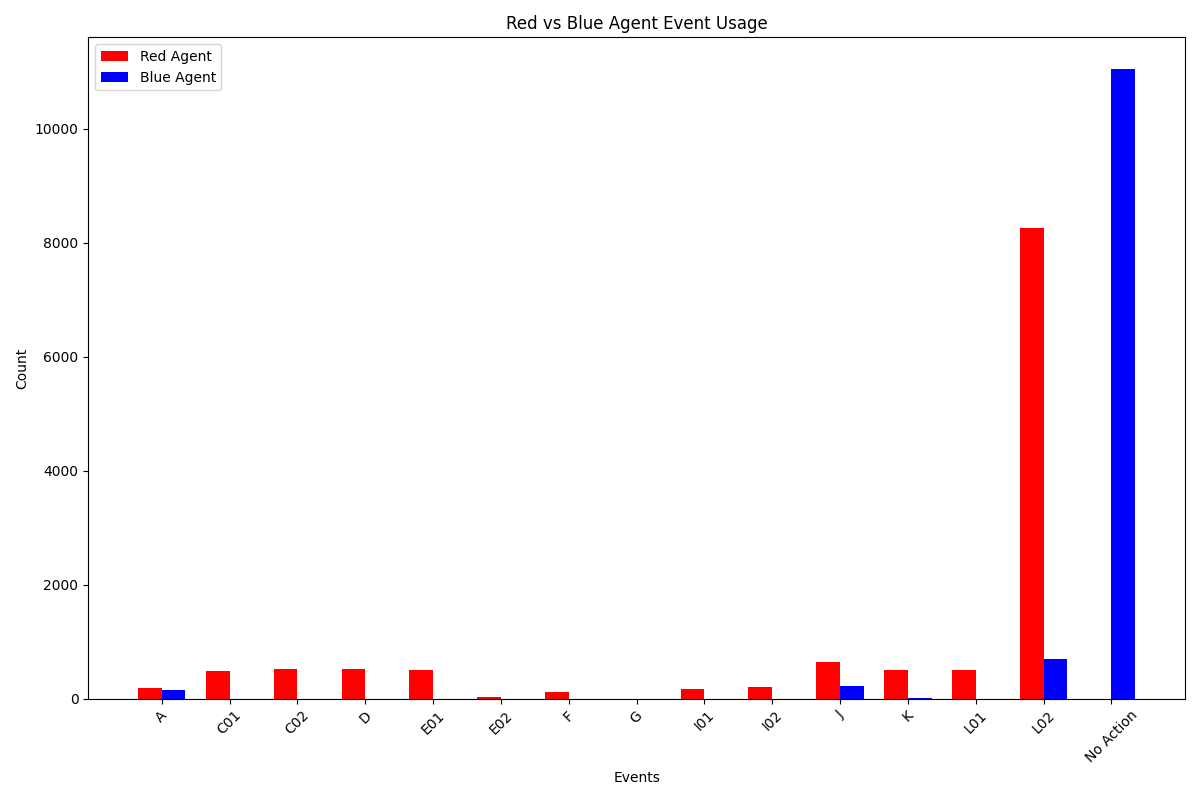 Red vs Blue Agent Event Usage
Red Agent
Blue Agent
10000
8000
6000
4000
2000
0
Count
A
C01
C02
D
E01
E02
F
G
I01
I02
J
K
L01
L02
No Action
Events